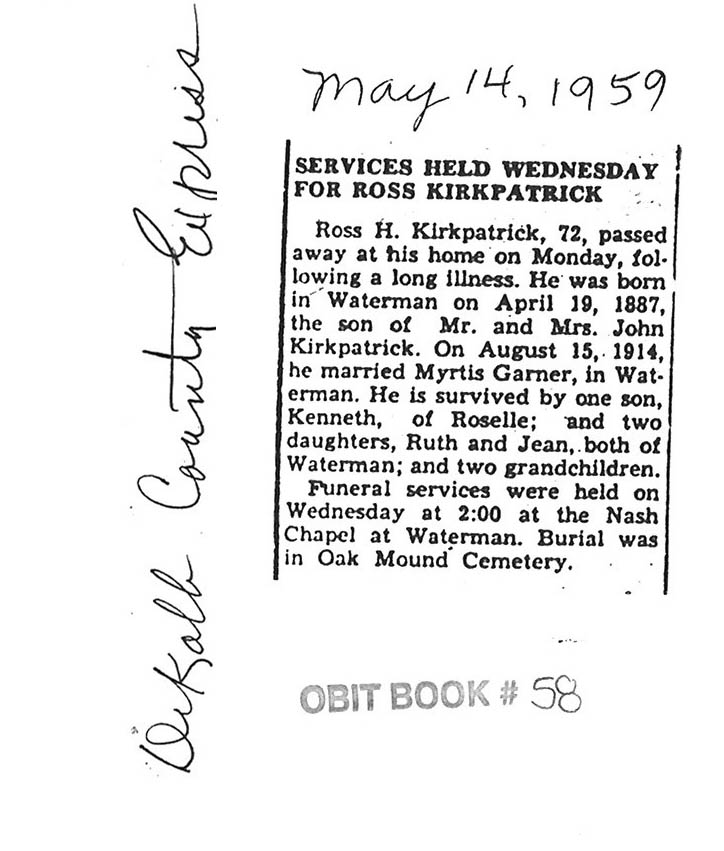 May 14, 1959
DeKalb County Express
SERVICES HELD WEDNESDAY
FOR ROSS KIRKPATRICK
Ross H. Kirkpatrick, 72, passed
away at his home on Monday, fol-
lowing a long illness. He was born
in Waterman on April 19, 1887,
the son of Mr. and Mrs. John
Kirkpatrick. On August 15, 1914,
he married Myrtis Garner, in Wat-
erman. He is survived by one son,
Kenneth, of Roselle; and two
daughters, Ruth and Jean, both of
Waterman; and two grandchildren.
Funeral services were held on
Wednesday at 2:00 at the Nash
Chapel at Waterman. Burial was
in Oak Mound Cemetery.
OBIT BOOK # 58